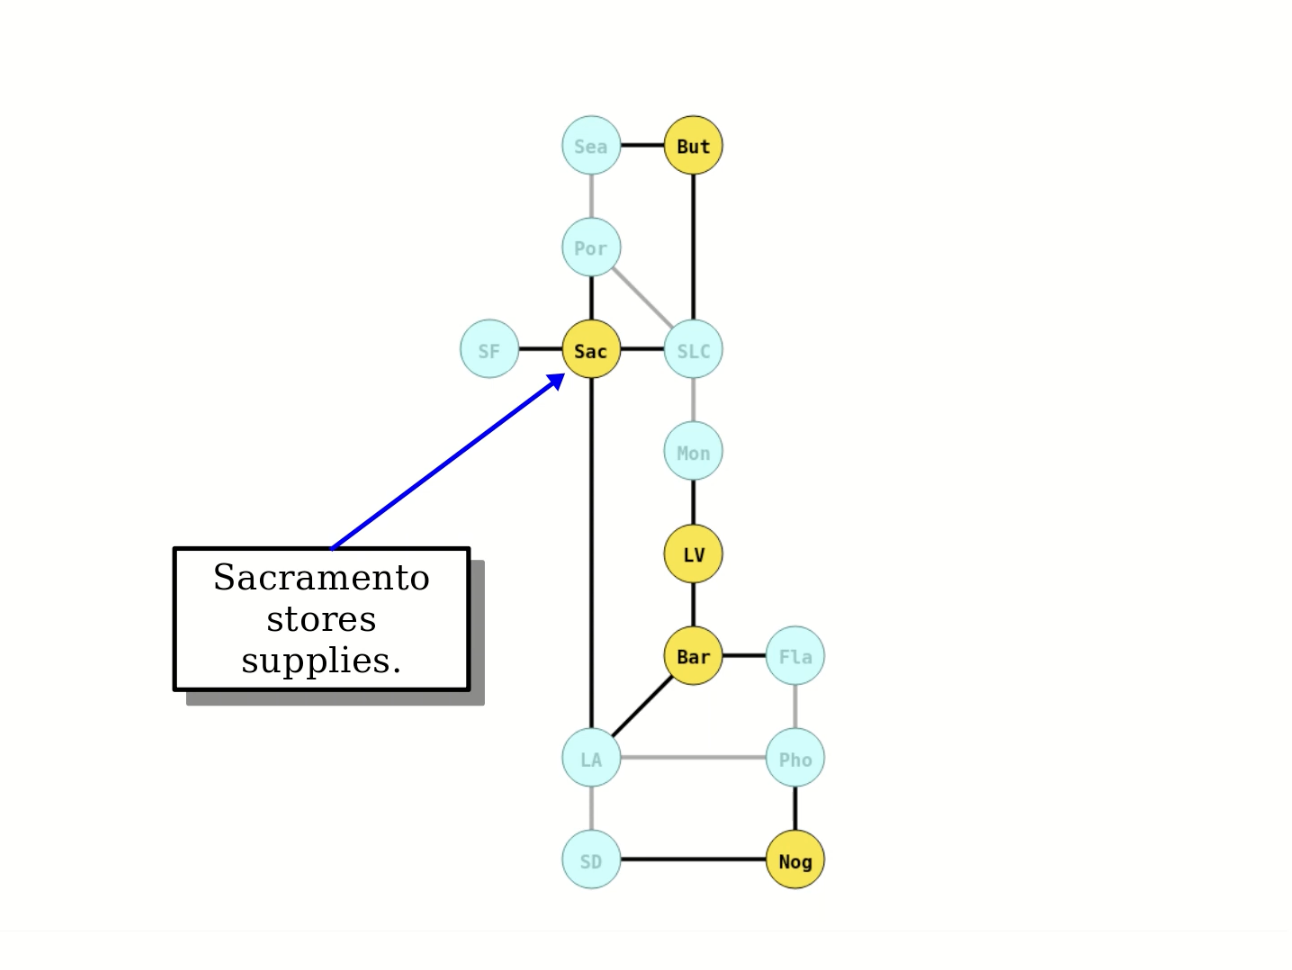 Sea
But
Por
SF
Sac
SLC
Mon
LV
Sacramento
stores
supplies.
Bar
Fla
LA
Pho
SD
Nog